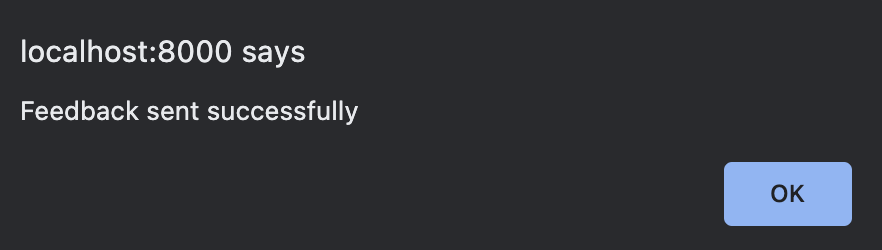 localhost:8000 says
Feedback sent successfully
OK